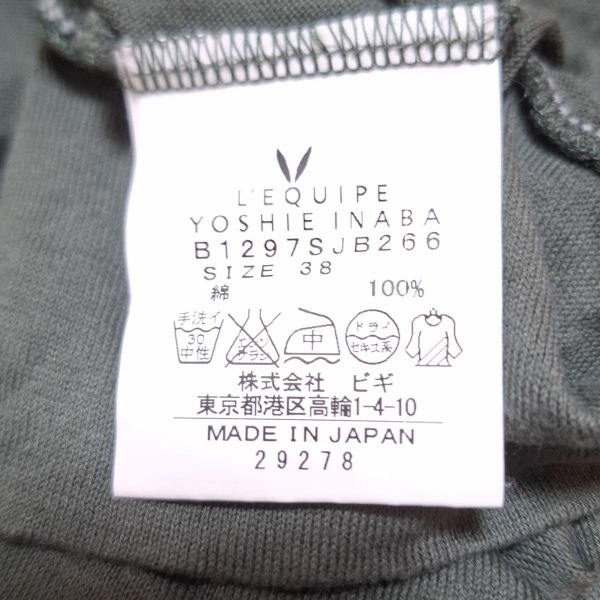 L'EQUIPE
YOSHIE INABA
B1297SJB266
SIZE 38
綿 100%
手洗イ 30 中性 エンソ サラシ 中 ドライ セキユ系
株式会社 ビギ
東京都港区高輪1-4-10
MADE IN JAPAN
29278